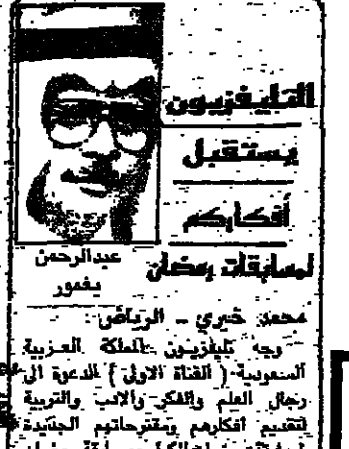 التليفزيون
يستقبل
أفكاركم
لمسابقات رمضان
عبدالرحمن
يغمور
محمد خيري - الرياض :
وجه تليفزيون المملكة العربية
السعودية ( القناة الاولى ) الدعوة الى
رجال العلم والفكر والادب والتربية
لتقديم افكارهم ومقترحاتهم الجديدة